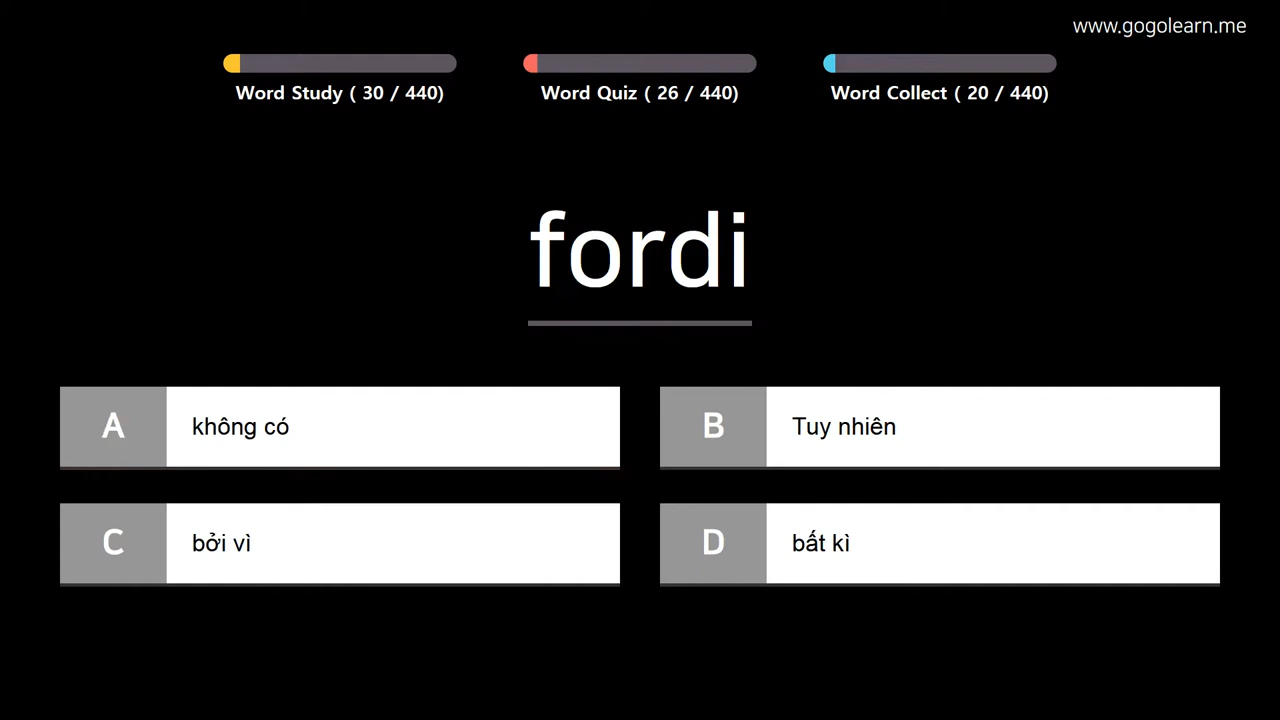 www.gogolearn.me
Word Study ( 30 / 440)
Word Quiz ( 26 / 440)
Word Collect ( 20 / 440)
fordi
A không có
B Tuy nhiên
C bởi vì
D bất kì